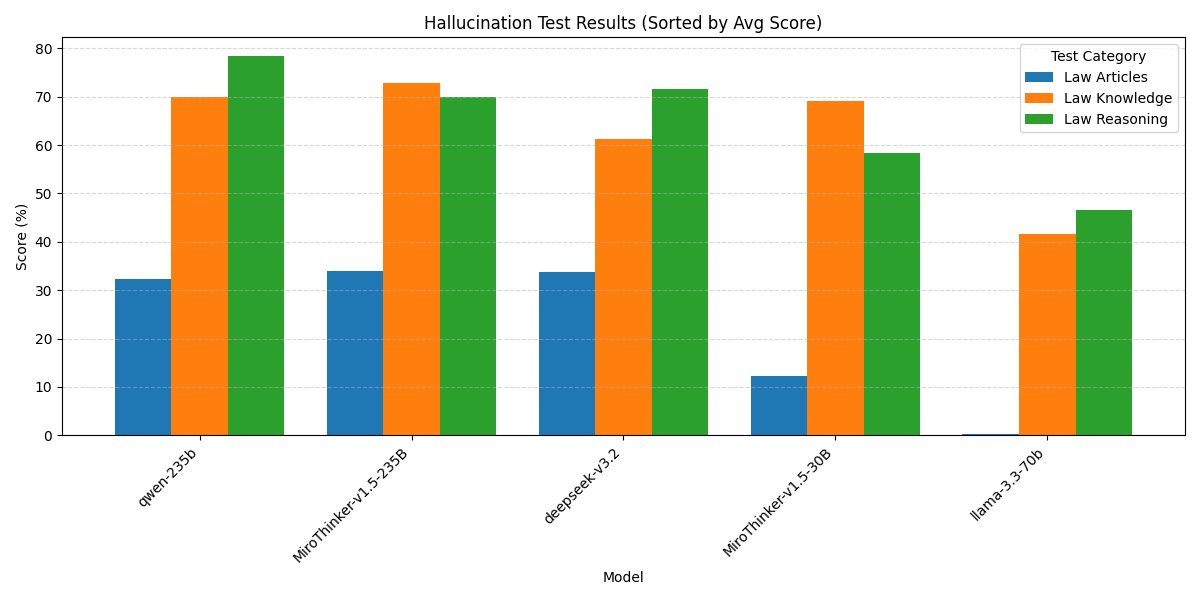 Hallucination Test Results (Sorted by Avg Score)
Test Category
Law Articles
Law Knowledge
Law Reasoning
Score (%)
80
70
60
50
40
30
20
10
0
qwen-235b
MiroThinker-v1.5-235B
deepseek-v3.2
MiroThinker-v1.5-30B
llama-3.3-70b
Model